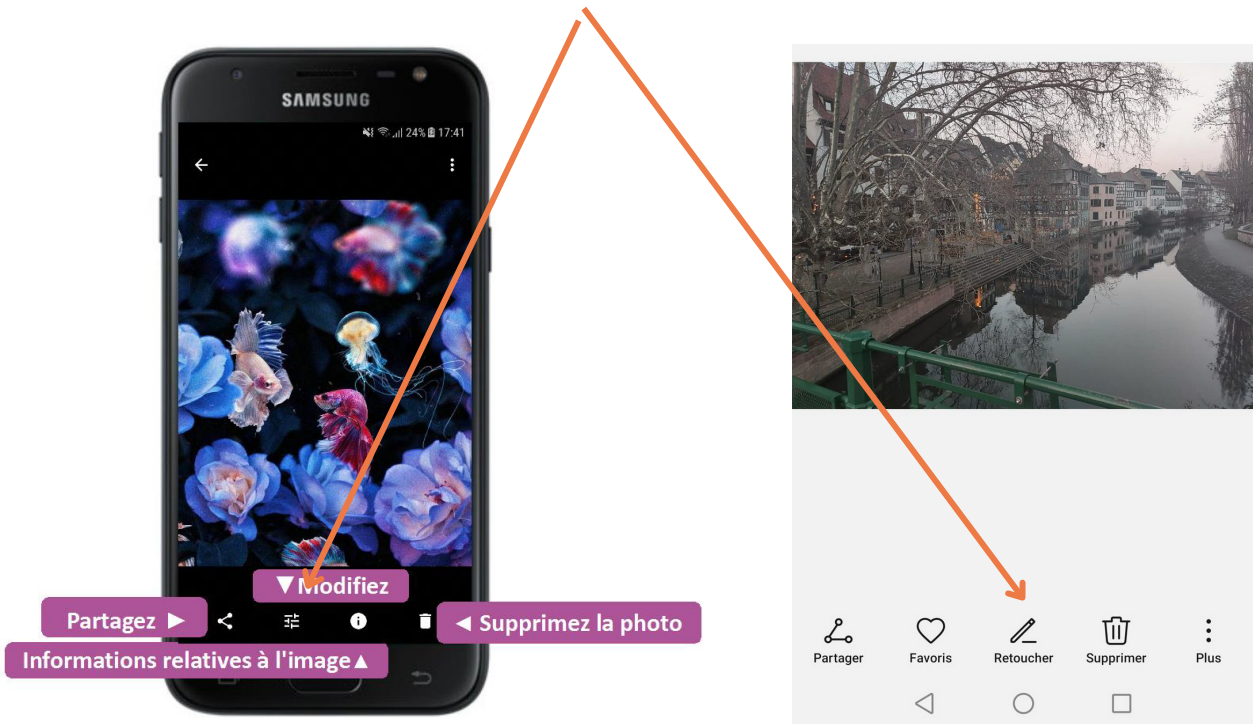 SAMSUNG
24% 17:41
▼Modifiez
Partagez ►
◄ Supprimez la photo
Informations relatives à l'image▲
Partager
Favoris
Retoucher
Supprimer
Plus